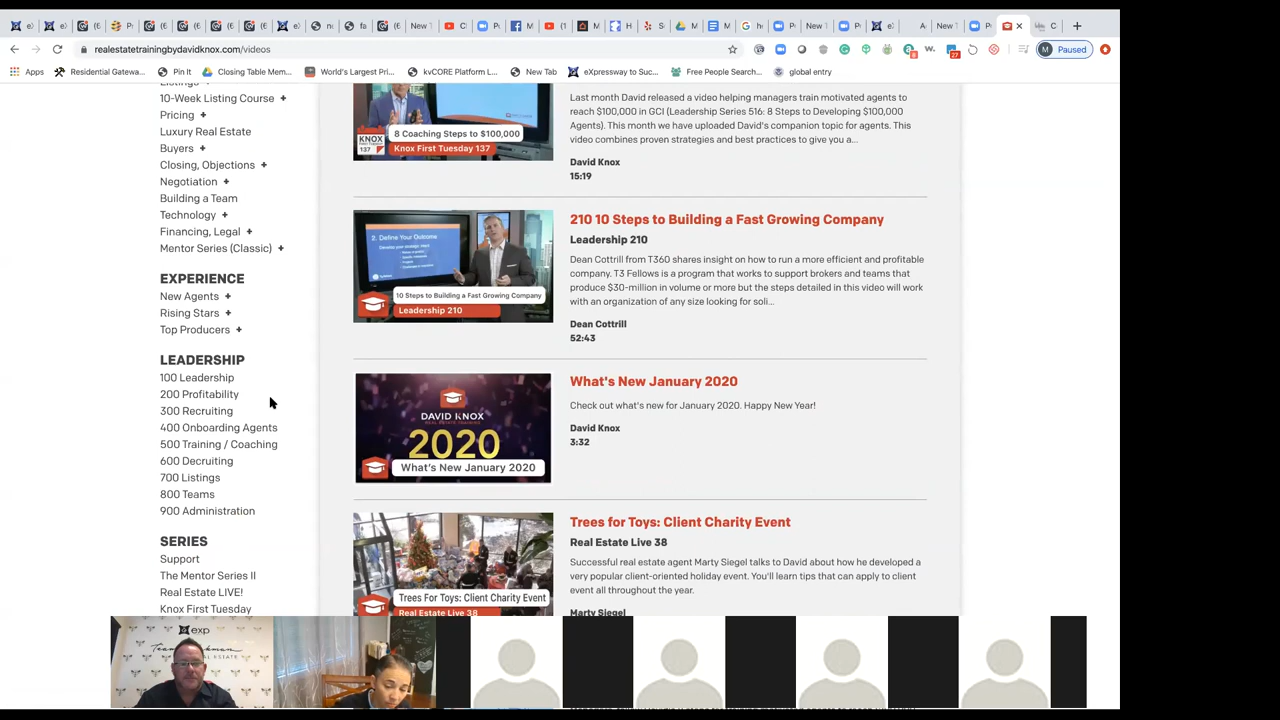 New T
New T
New T
realestatetrainingbydavidknox.com/videos
M Paused
Apps
Residential Gatewa...
Pin It
Closing Table Mem...
World's Largest Pri...
kvCORE Platform L...
New Tab
eXpressway to Suc...
Free People Search...
global entry
10-Week Listing Course +
Pricing +
Luxury Real Estate
Buyers +
Closing, Objections +
Negotiation +
Building a Team
Technology +
Financing, Legal +
Mentor Series (Classic) +
EXPERIENCE
New Agents +
Rising Stars +
Top Producers +
LEADERSHIP
100 Leadership
200 Profitability
300 Recruiting
400 Onboarding Agents
500 Training / Coaching
600 Decruiting
700 Listings
800 Teams
900 Administration
SERIES
Support
The Mentor Series II
Real Estate LIVE!
Knox First Tuesday
8 Coaching Steps to $100,000
KNOX
137
Knox First Tuesday 137
Last month David released a video helping managers train motivated agents to
reach $100,000 in GCI (Leadership Series 516: 8 Steps to Developing $100,000
Agents). This month we have uploaded David's companion topic for agents. This
video combines proven strategies and best practices to give you a...
David Knox
15:19
2. Define Your Outcome
10 Steps to Building a Fast Growing Company
Leadership 210
210 10 Steps to Building a Fast Growing Company
Leadership 210
Dean Cottrill from T360 shares insight on how to run a more efficient and profitable
company. T3 Fellows is a program that works to support brokers and teams that
produce $30-million in volume or more but the steps detailed in this video will work
with an organization of any size looking for soli...
Dean Cottrill
52:43
DAVID KNOX
REAL ESTATE TRAINING
2020
What's New January 2020
What's New January 2020
Check out what's new for January 2020. Happy New Year!
David Knox
3:32
Trees For Toys: Client Charity Event
Real Estate Live 38
Trees for Toys: Client Charity Event
Real Estate Live 38
Successful real estate agent Marty Siegel talks to David about how he developed a
very popular client-oriented holiday event. You'll learn tips that can apply to client
event all throughout the year.
Marty Siegel
exp